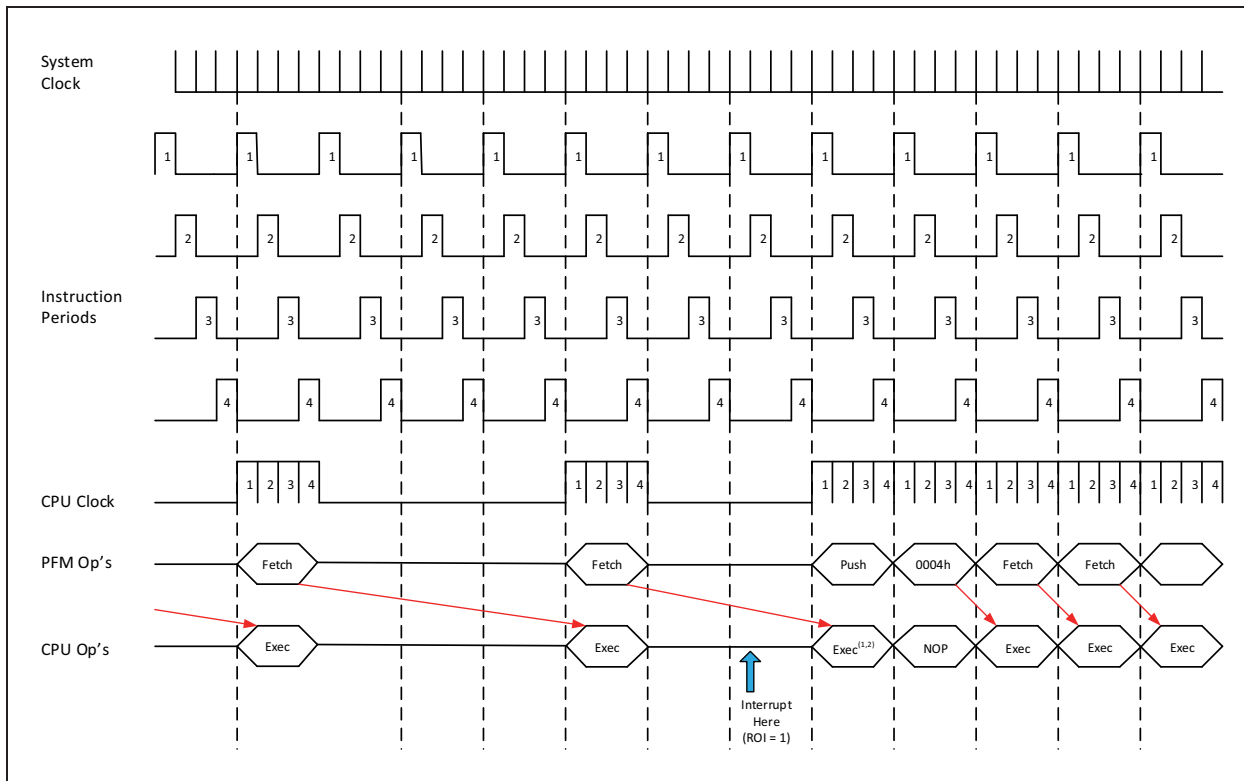 System
Clock
1 1 1 1 1 1 1 1 1 1 1 1 1
2 2 2 2 2 2 2 2 2 2 2 2 2
Instruction
Periods
3 3 3 3 3 3 3 3 3 3 3 3 3
4 4 4 4 4 4 4 4 4 4 4 4 4
CPU Clock 1 2 3 4 1 2 3 4 1 2 3 4 1 2 3 4 1 2 3 4 1 2 3 4 1 2 3 4
PFM Op's Fetch Fetch Push 0004h Fetch Fetch
CPU Op's Exec Exec Exec(1,2) NOP Exec Exec Exec
Interrupt
Here
(ROI = 1)